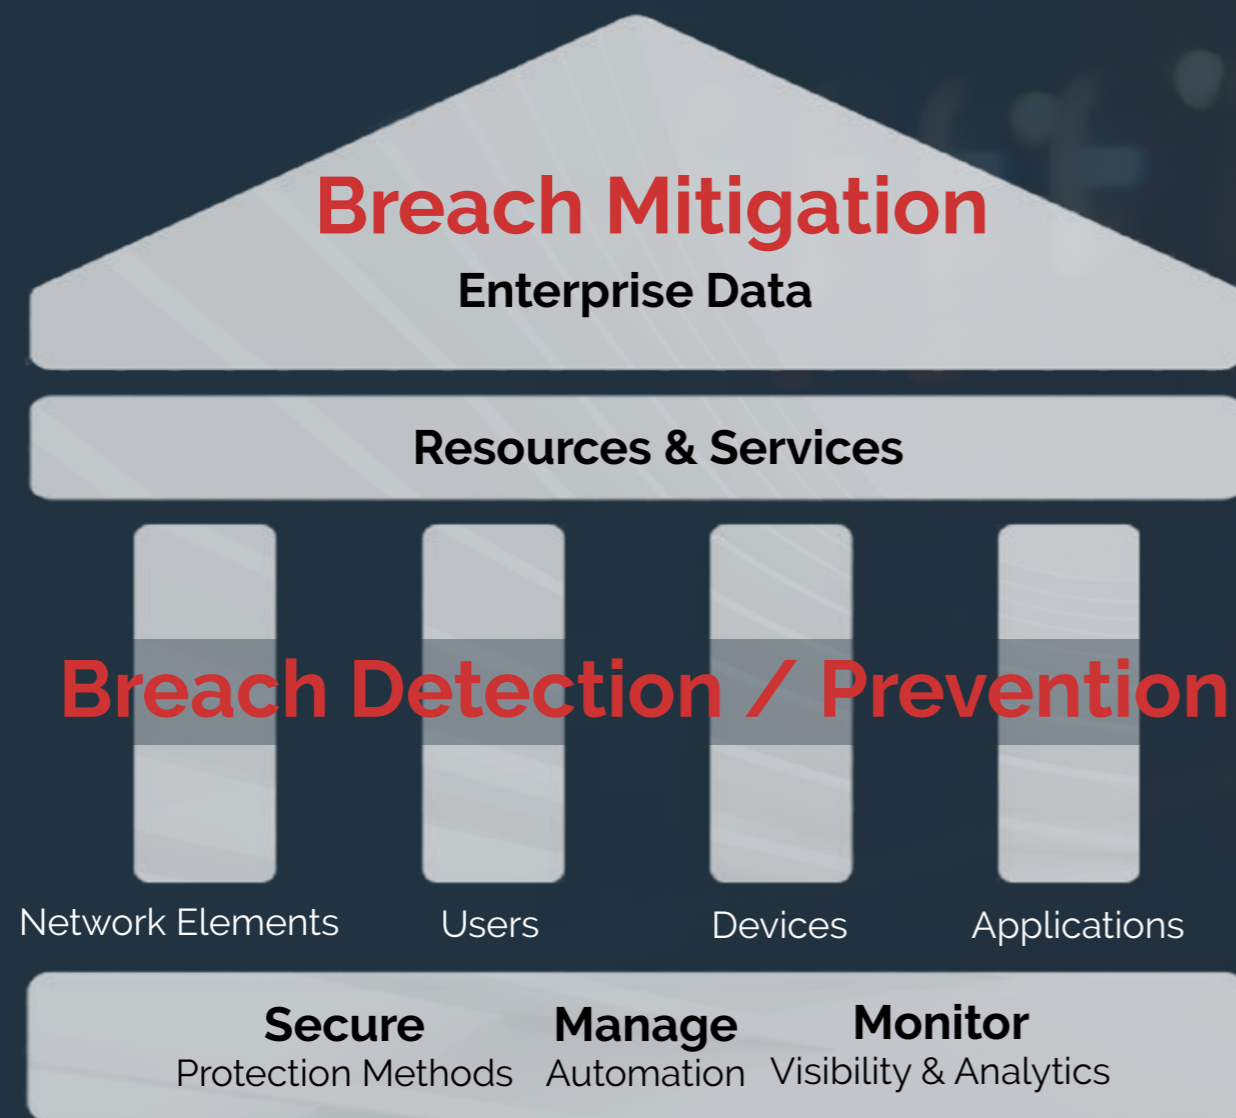 Breach Mitigation
Enterprise Data
Resources & Services
Breach Detection / Prevention
Network Elements Users Devices Applications
Secure Manage Monitor
Protection Methods Automation Visibility & Analytics